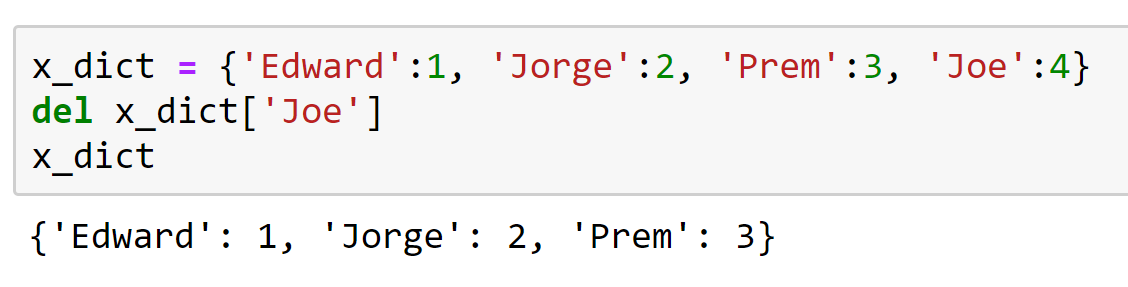 x_dict = {'Edward':1, 'Jorge':2, 'Prem':3, 'Joe':4}
del x_dict['Joe']
x_dict
{'Edward': 1, 'Jorge': 2, 'Prem': 3}